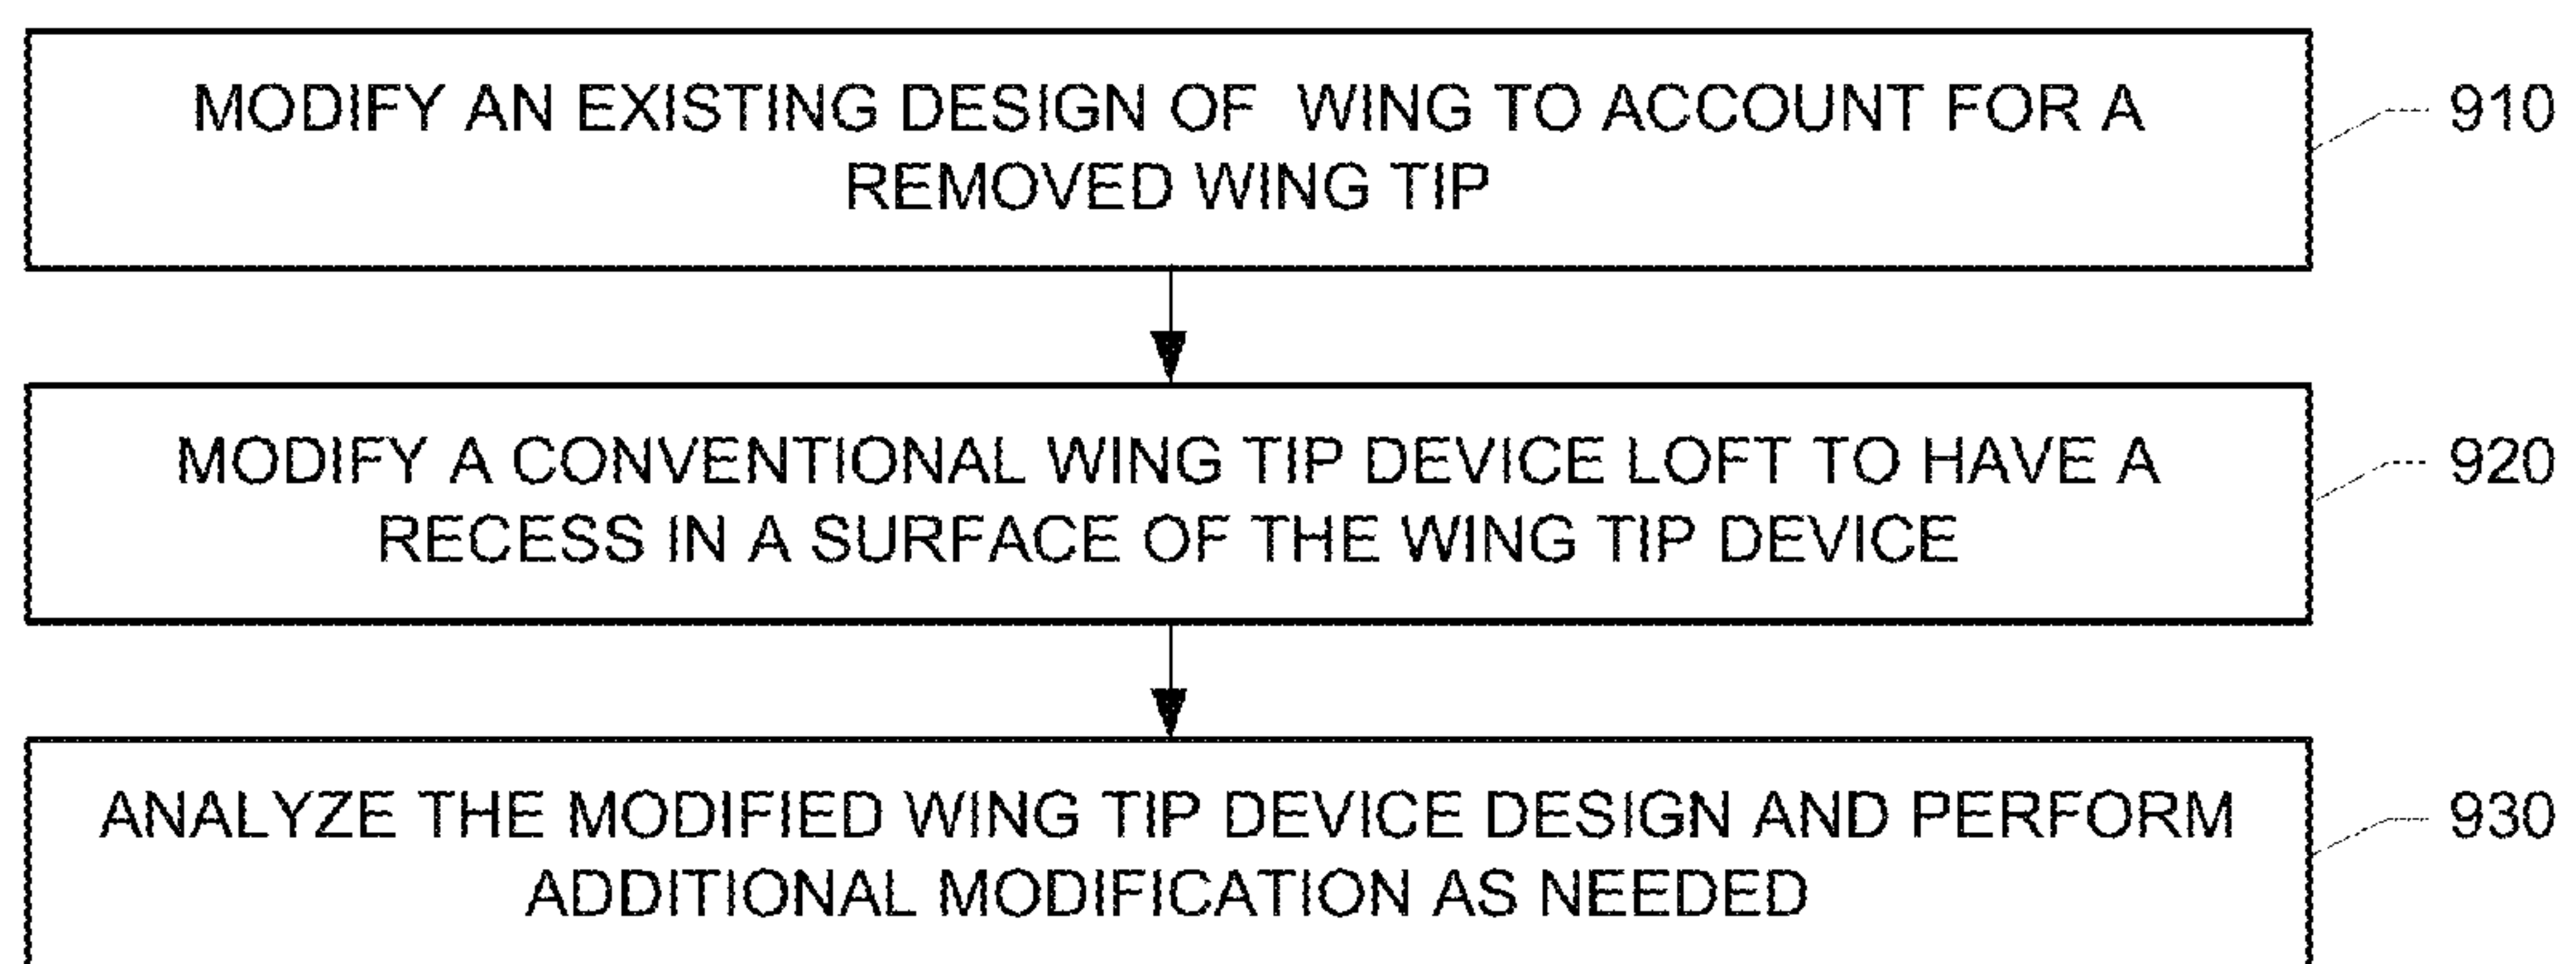 MODIFY AN EXISTING DESIGN OF WING TO ACCOUNT FOR A
REMOVED WING TIP
910
MODIFY A CONVENTIONAL WING TIP DEVICE LOFT TO HAVE A
RECESS IN A SURFACE OF THE WING TIP DEVICE
920
ANALYZE THE MODIFIED WING TIP DEVICE DESIGN AND PERFORM
ADDITIONAL MODIFICATION AS NEEDED
930